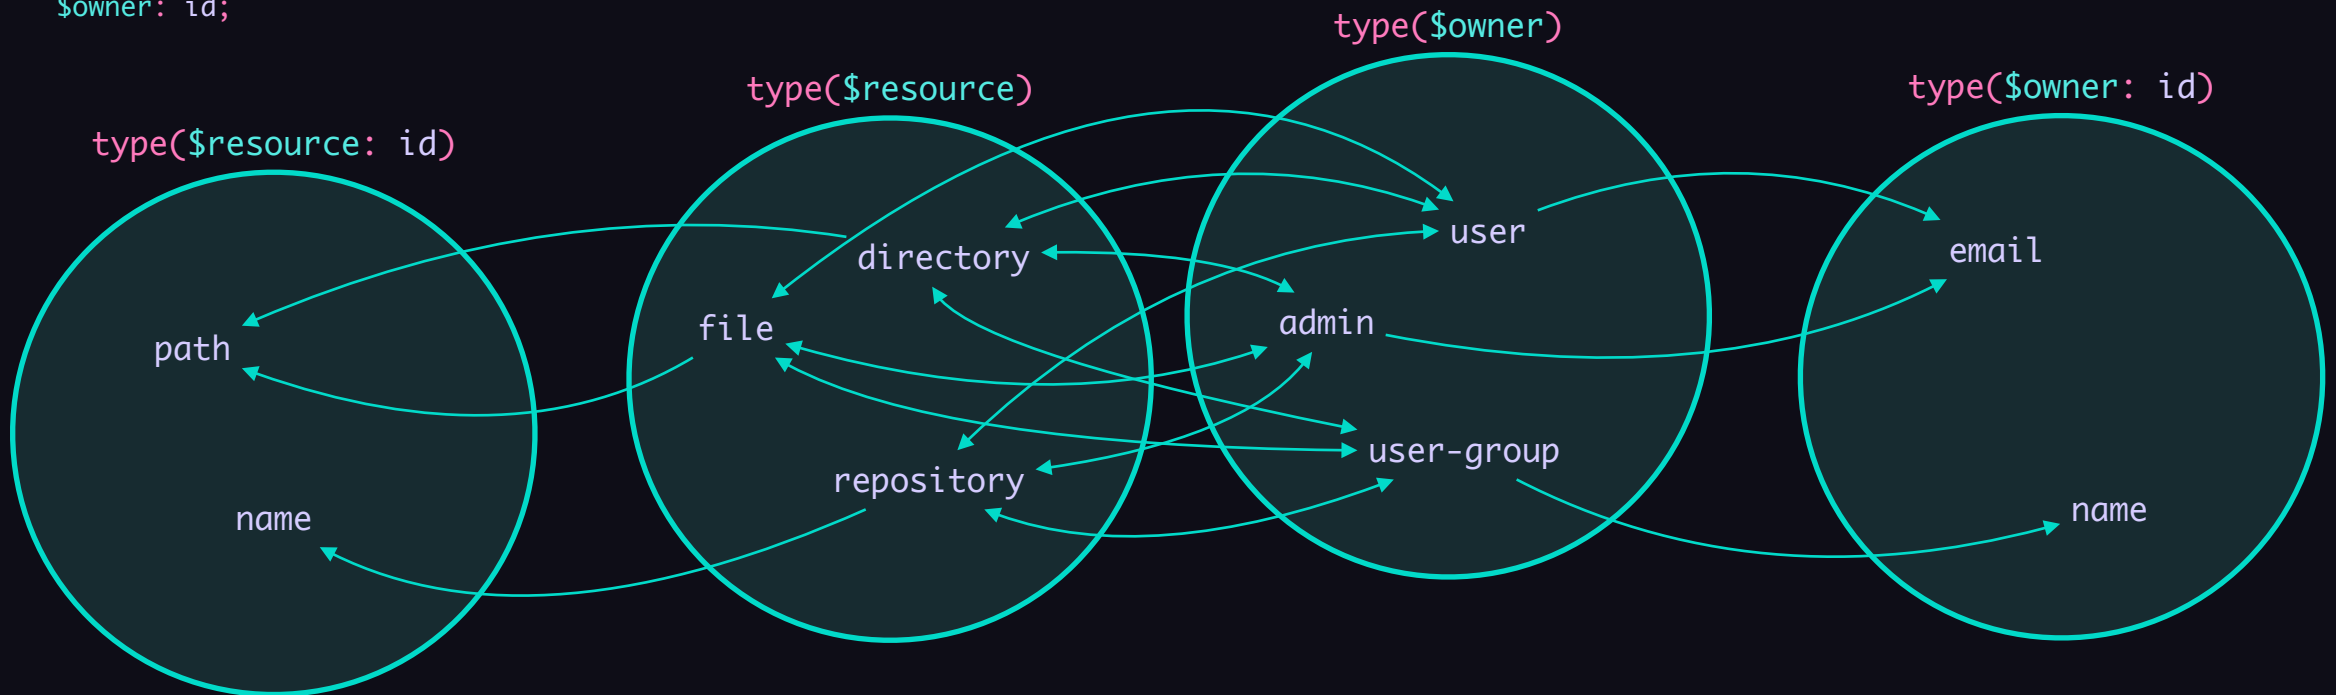 $owner: id;
type($owner)
type($resource)
type($owner: id)
type($resource: id)
user
directory
email
file
admin
path
user-group
repository
name
name